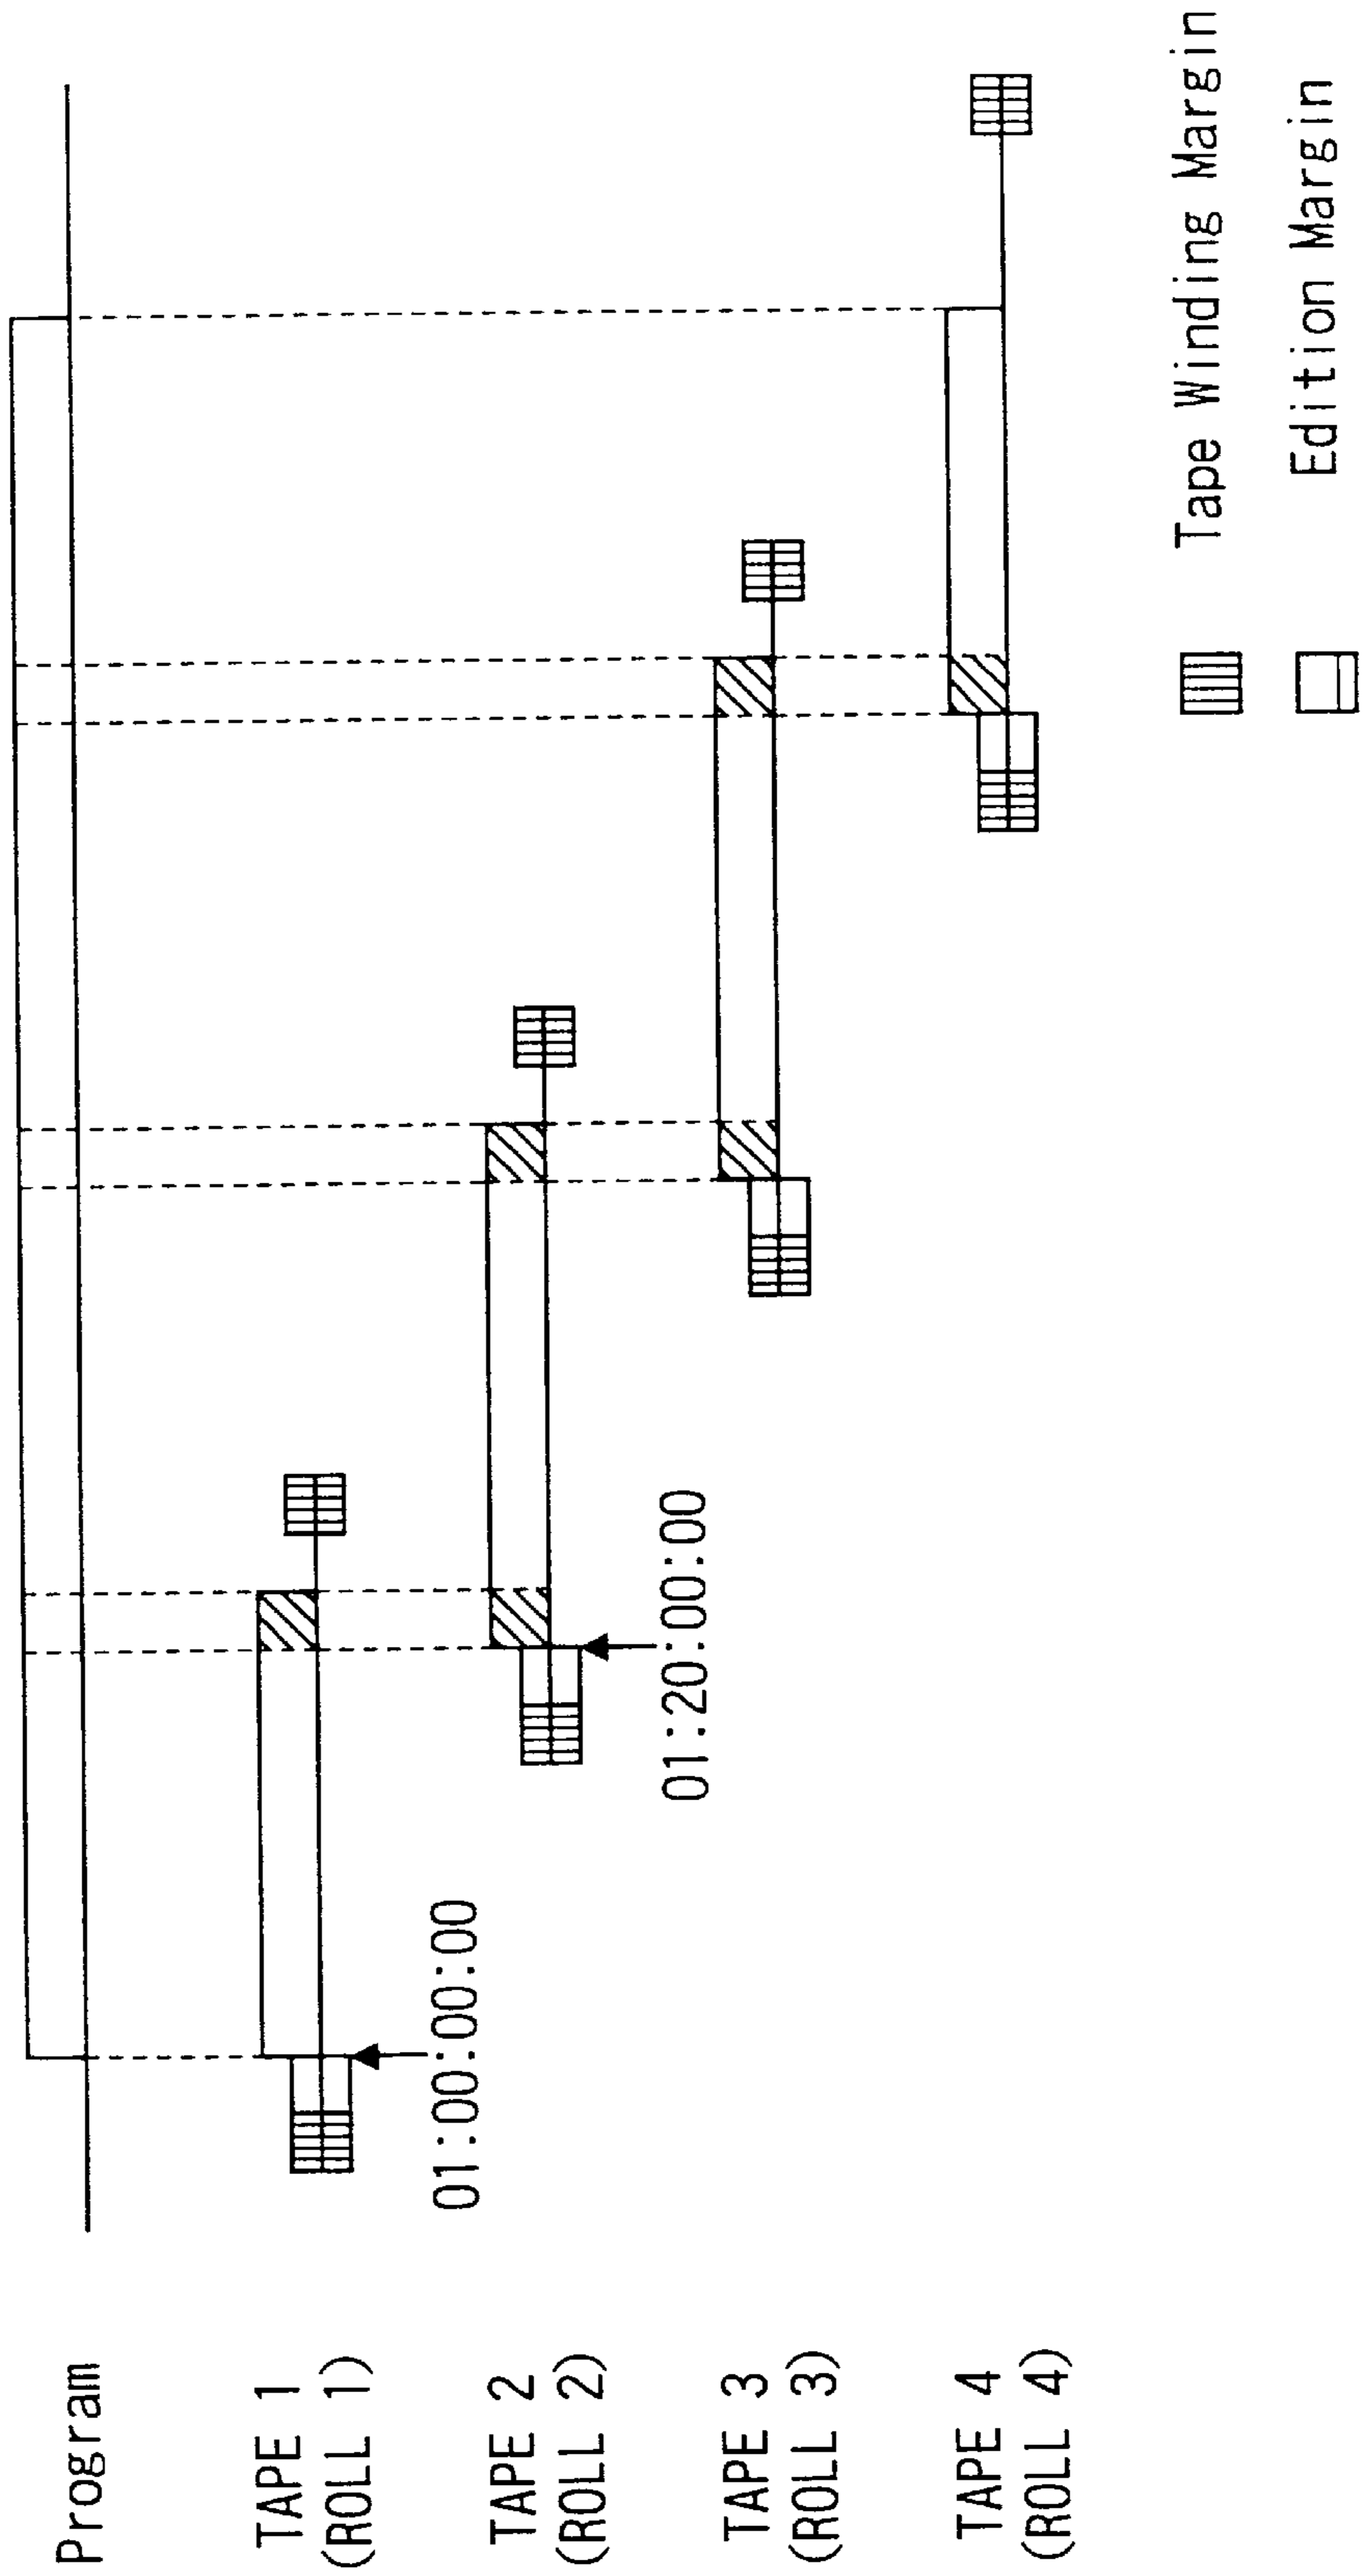 Program
TAPE 1
(ROLL 1)
01:00:00:00
TAPE 2
(ROLL 2)
01:20:00:00
TAPE 3
(ROLL 3)
TAPE 4
(ROLL 4)
Tape Winding Margin
Edition Margin